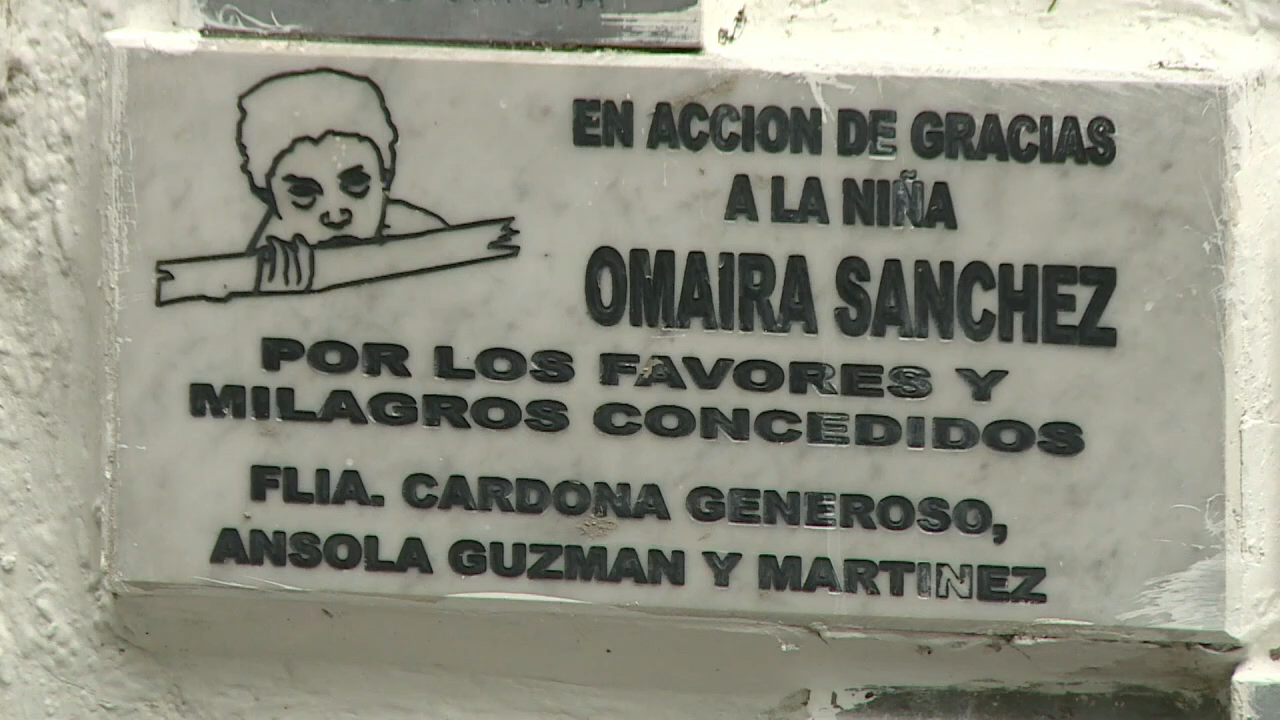 EN ACCION DE GRACIAS
A LA NIÑA
OMAIRA SANCHEZ
POR LOS FAVORES Y
MILAGROS CONCEDIDOS
FLIA. CARDONA GENEROSO,
ANSOLA GUZMAN Y MARTINEZ